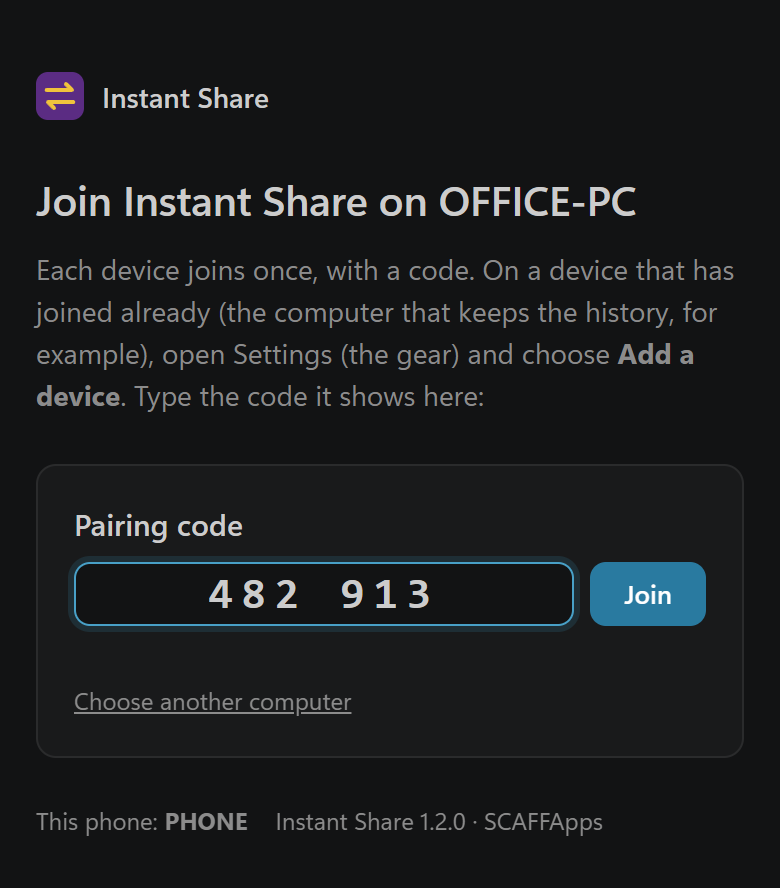 Instant Share
Join Instant Share on OFFICE-PC
Each device joins once, with a code. On a device that has
joined already (the computer that keeps the history, for
example), open Settings (the gear) and choose Add a
device. Type the code it shows here:
Pairing code
482 913
Join
Choose another computer
This phone: PHONE Instant Share 1.2.0 · SCAFFApps